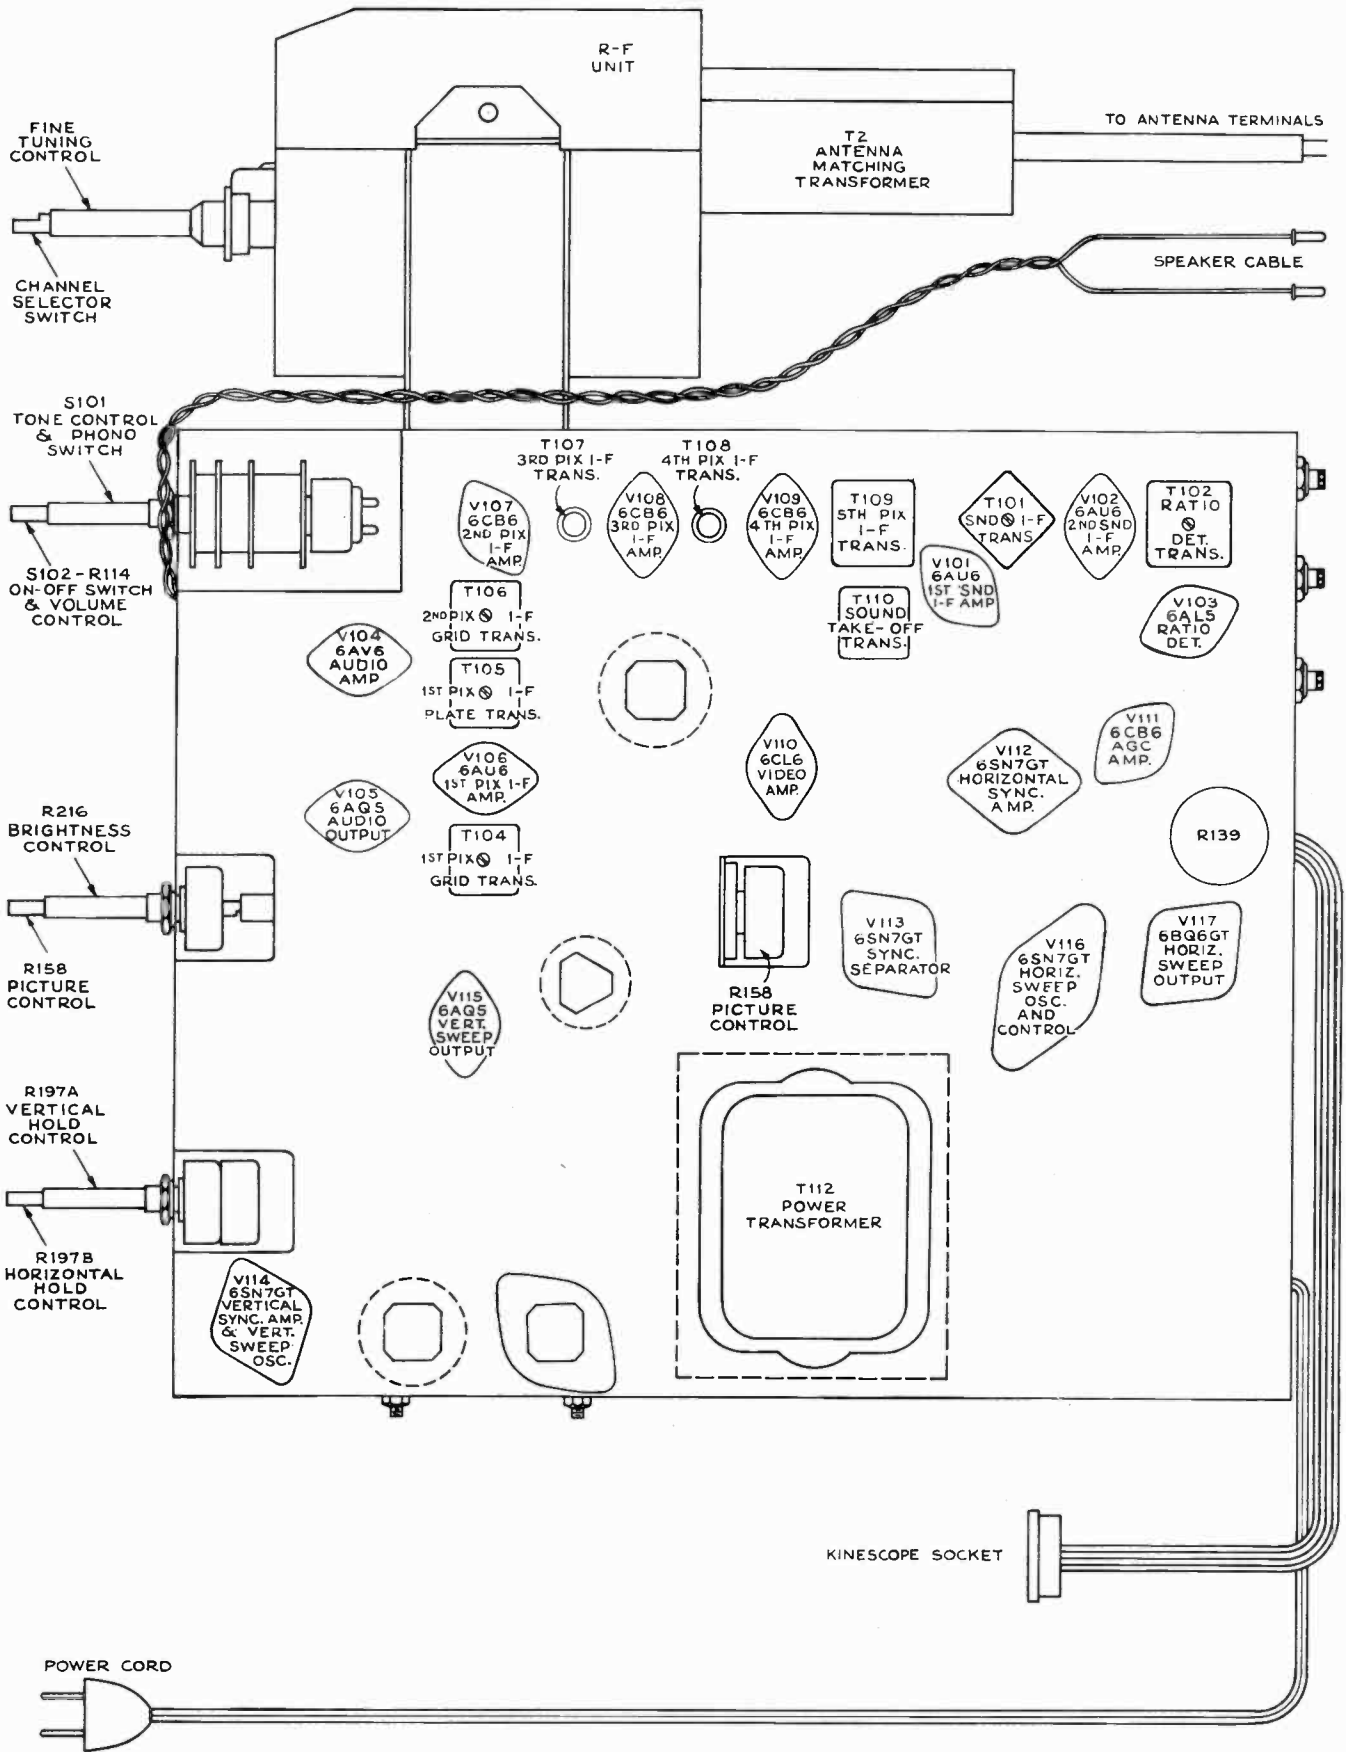 R-F
UNIT
FINE
TUNING
CONTROL
T2
ANTENNA
MATCHING
TRANSFORMER
TO ANTENNA TERMINALS
CHANNEL
SELECTOR
SWITCH
SPEAKER CABLE
S101
TONE CONTROL
& PHONO
SWITCH
S102-R114
ON-OFF SWITCH
& VOLUME
CONTROL
T107
3RD PIX I-F
TRANS.
T108
4TH PIX I-F
TRANS.
V107
6CB6
2ND PIX
I-F
AMP.
V108
6CB6
3RD PIX
I-F
AMP.
V109
6CB6
4TH PIX
I-F
AMP.
T109
5TH PIX
I-F
TRANS.
T101
SND I-F
TRANS
V102
6AU6
2ND SND
I-F
AMP.
T102
RATIO
DET.
TRANS.
V101
6AU6
1ST SND
I-F AMP
T106
2ND PIX I-F
GRID TRANS.
T110
SOUND
TAKE-OFF
TRANS.
V103
6AL5
RATIO
DET.
V104
6AV6
AUDIO
AMP
T105
1ST PIX I-F
PLATE TRANS.
V106
6AU6
1ST PIX I-F
AMP.
V110
6CL6
VIDEO
AMP.
V112
6SN7GT
HORIZONTAL
SYNC.
AMP.
V111
6CB6
AGC
AMP.
V105
6AQ5
AUDIO
OUTPUT
T104
1ST PIX I-F
GRID TRANS.
R139
R216
BRIGHTNESS
CONTROL
R158
PICTURE
CONTROL
R158
PICTURE
CONTROL
V113
6SN7GT
SYNC.
SEPARATOR
V116
6SN7GT
HORIZ.
SWEEP
OSC.
AND
CONTROL
V117
6BQ6GT
HORIZ.
SWEEP
OUTPUT
V115
6AQ5
VERT.
SWEEP
OUTPUT
R197A
VERTICAL
HOLD
CONTROL
T112
POWER
TRANSFORMER
R197B
HORIZONTAL
HOLD
CONTROL
V114
6SN7GT
VERTICAL
SYNC. AMP.
& VERT.
SWEEP
OSC.
KINESCOPE SOCKET
POWER CORD